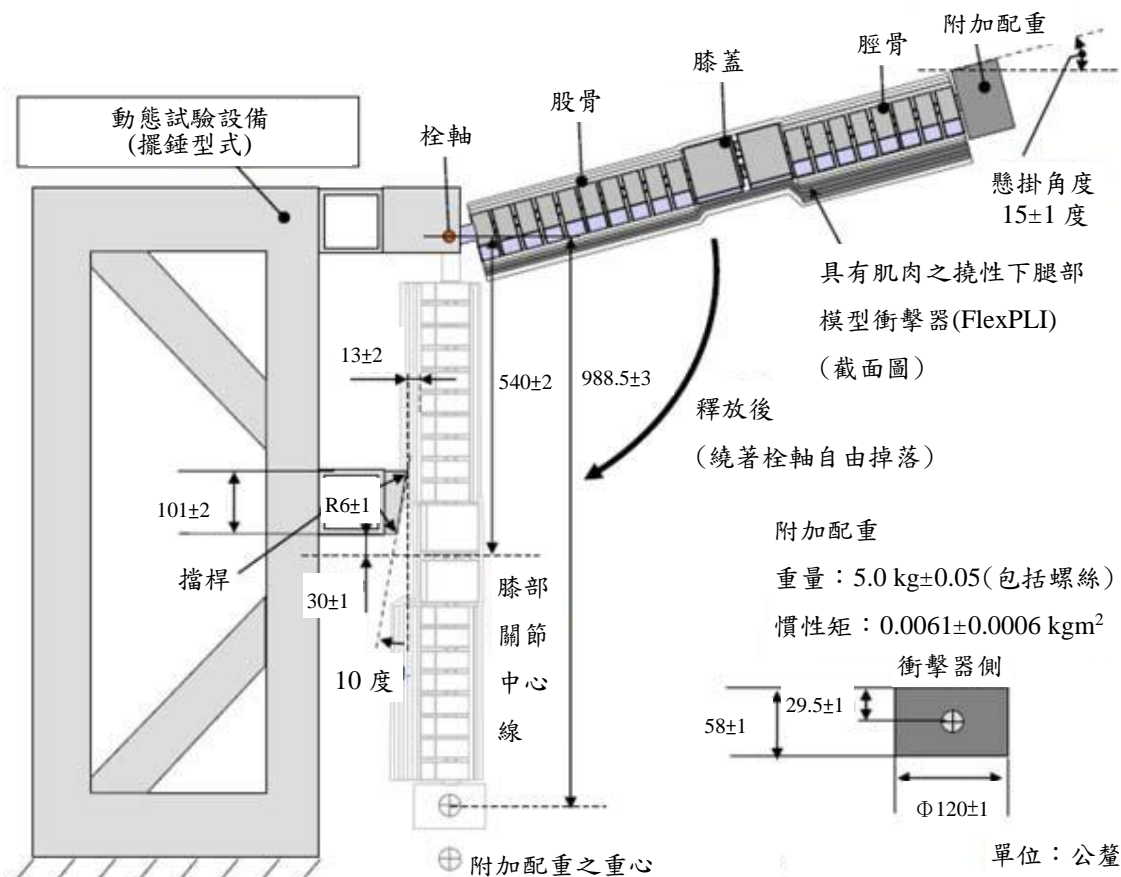 附加配重
脛骨
膝蓋
股骨
栓軸
動態試驗設備
(擺錘型式)
懸掛角度
15±1 度
具有肌肉之撓性下腿部
模型衝擊器(FlexPLI)
(截面圖)
13±2
540±2
988.5±3
釋放後
(繞著栓軸自由掉落)
101±2
R6±1
擋桿
30±1
10 度
膝部
關節
中心
線
附加配重
重量：5.0 kg±0.05(包括螺絲)
慣性矩：0.0061±0.0006 kgm²
衝擊器側
29.5±1
58±1
Φ120±1
附加配重之重心
單位：公釐